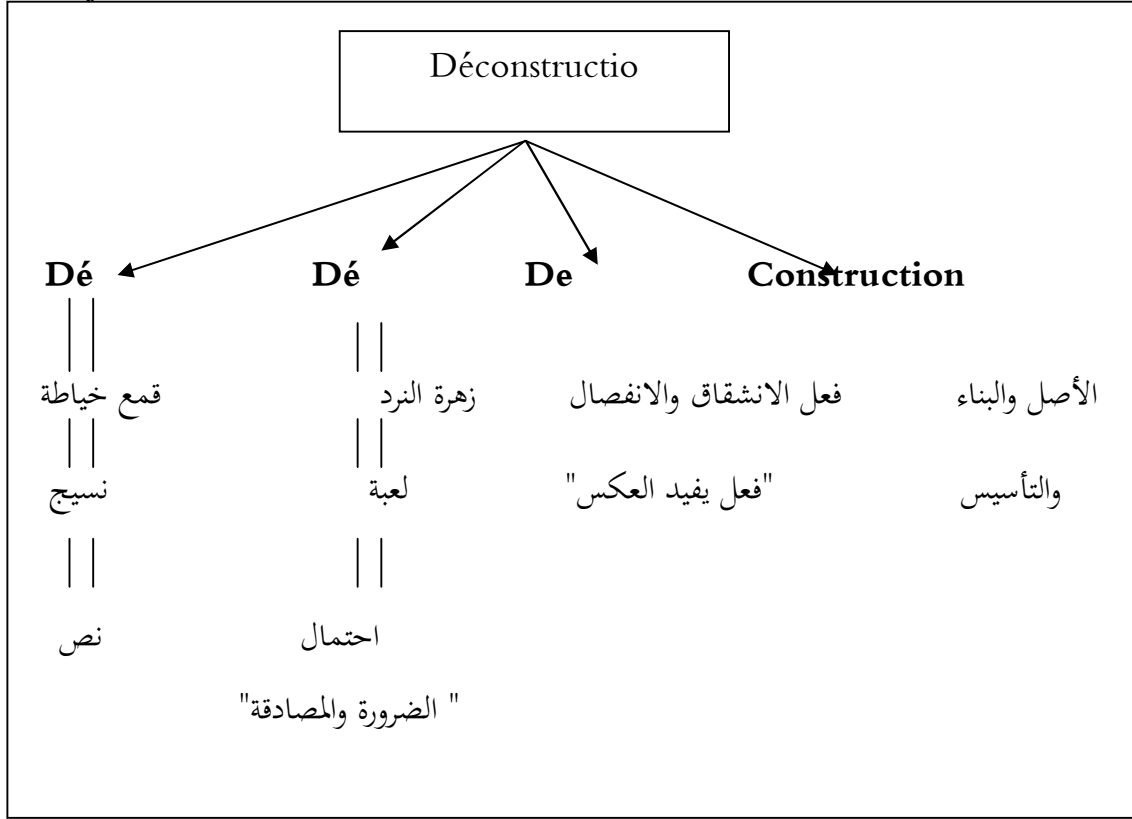 Déconstructio
Dé Dé De Construction
قمع خياطة زهرة النرد فعل الانشقاق والانفصال الأصل والبناء
نسيج لعبة "فعل يفيد العكس" والتأسيس
نص احتمال
" الضرورة والمصادقة"